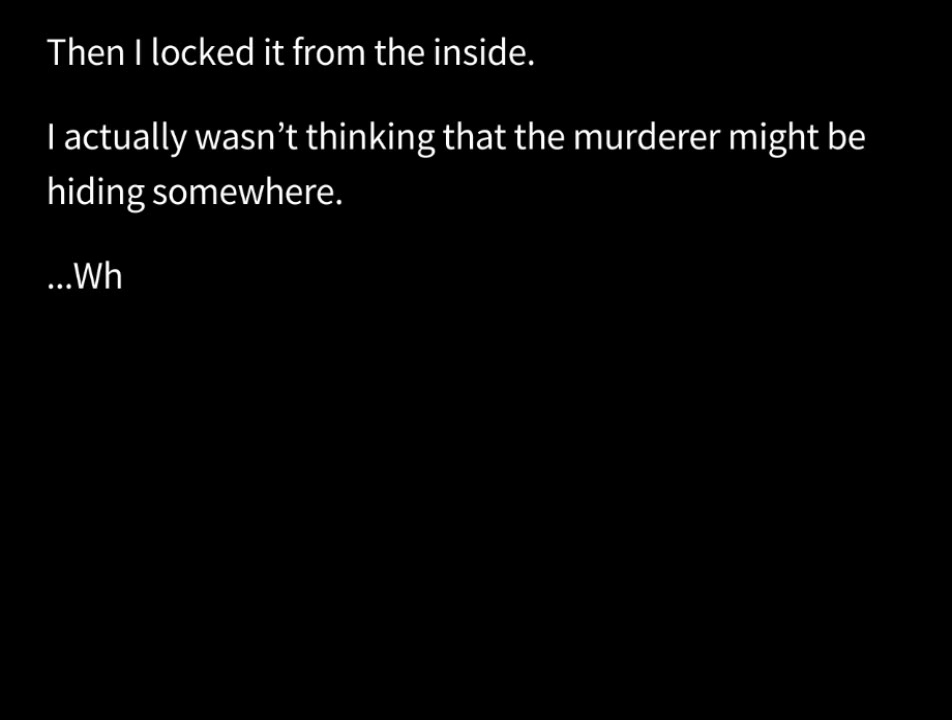 Then I locked it from the inside.
I actually wasn’t thinking that the murderer might be
hiding somewhere.
...Wh